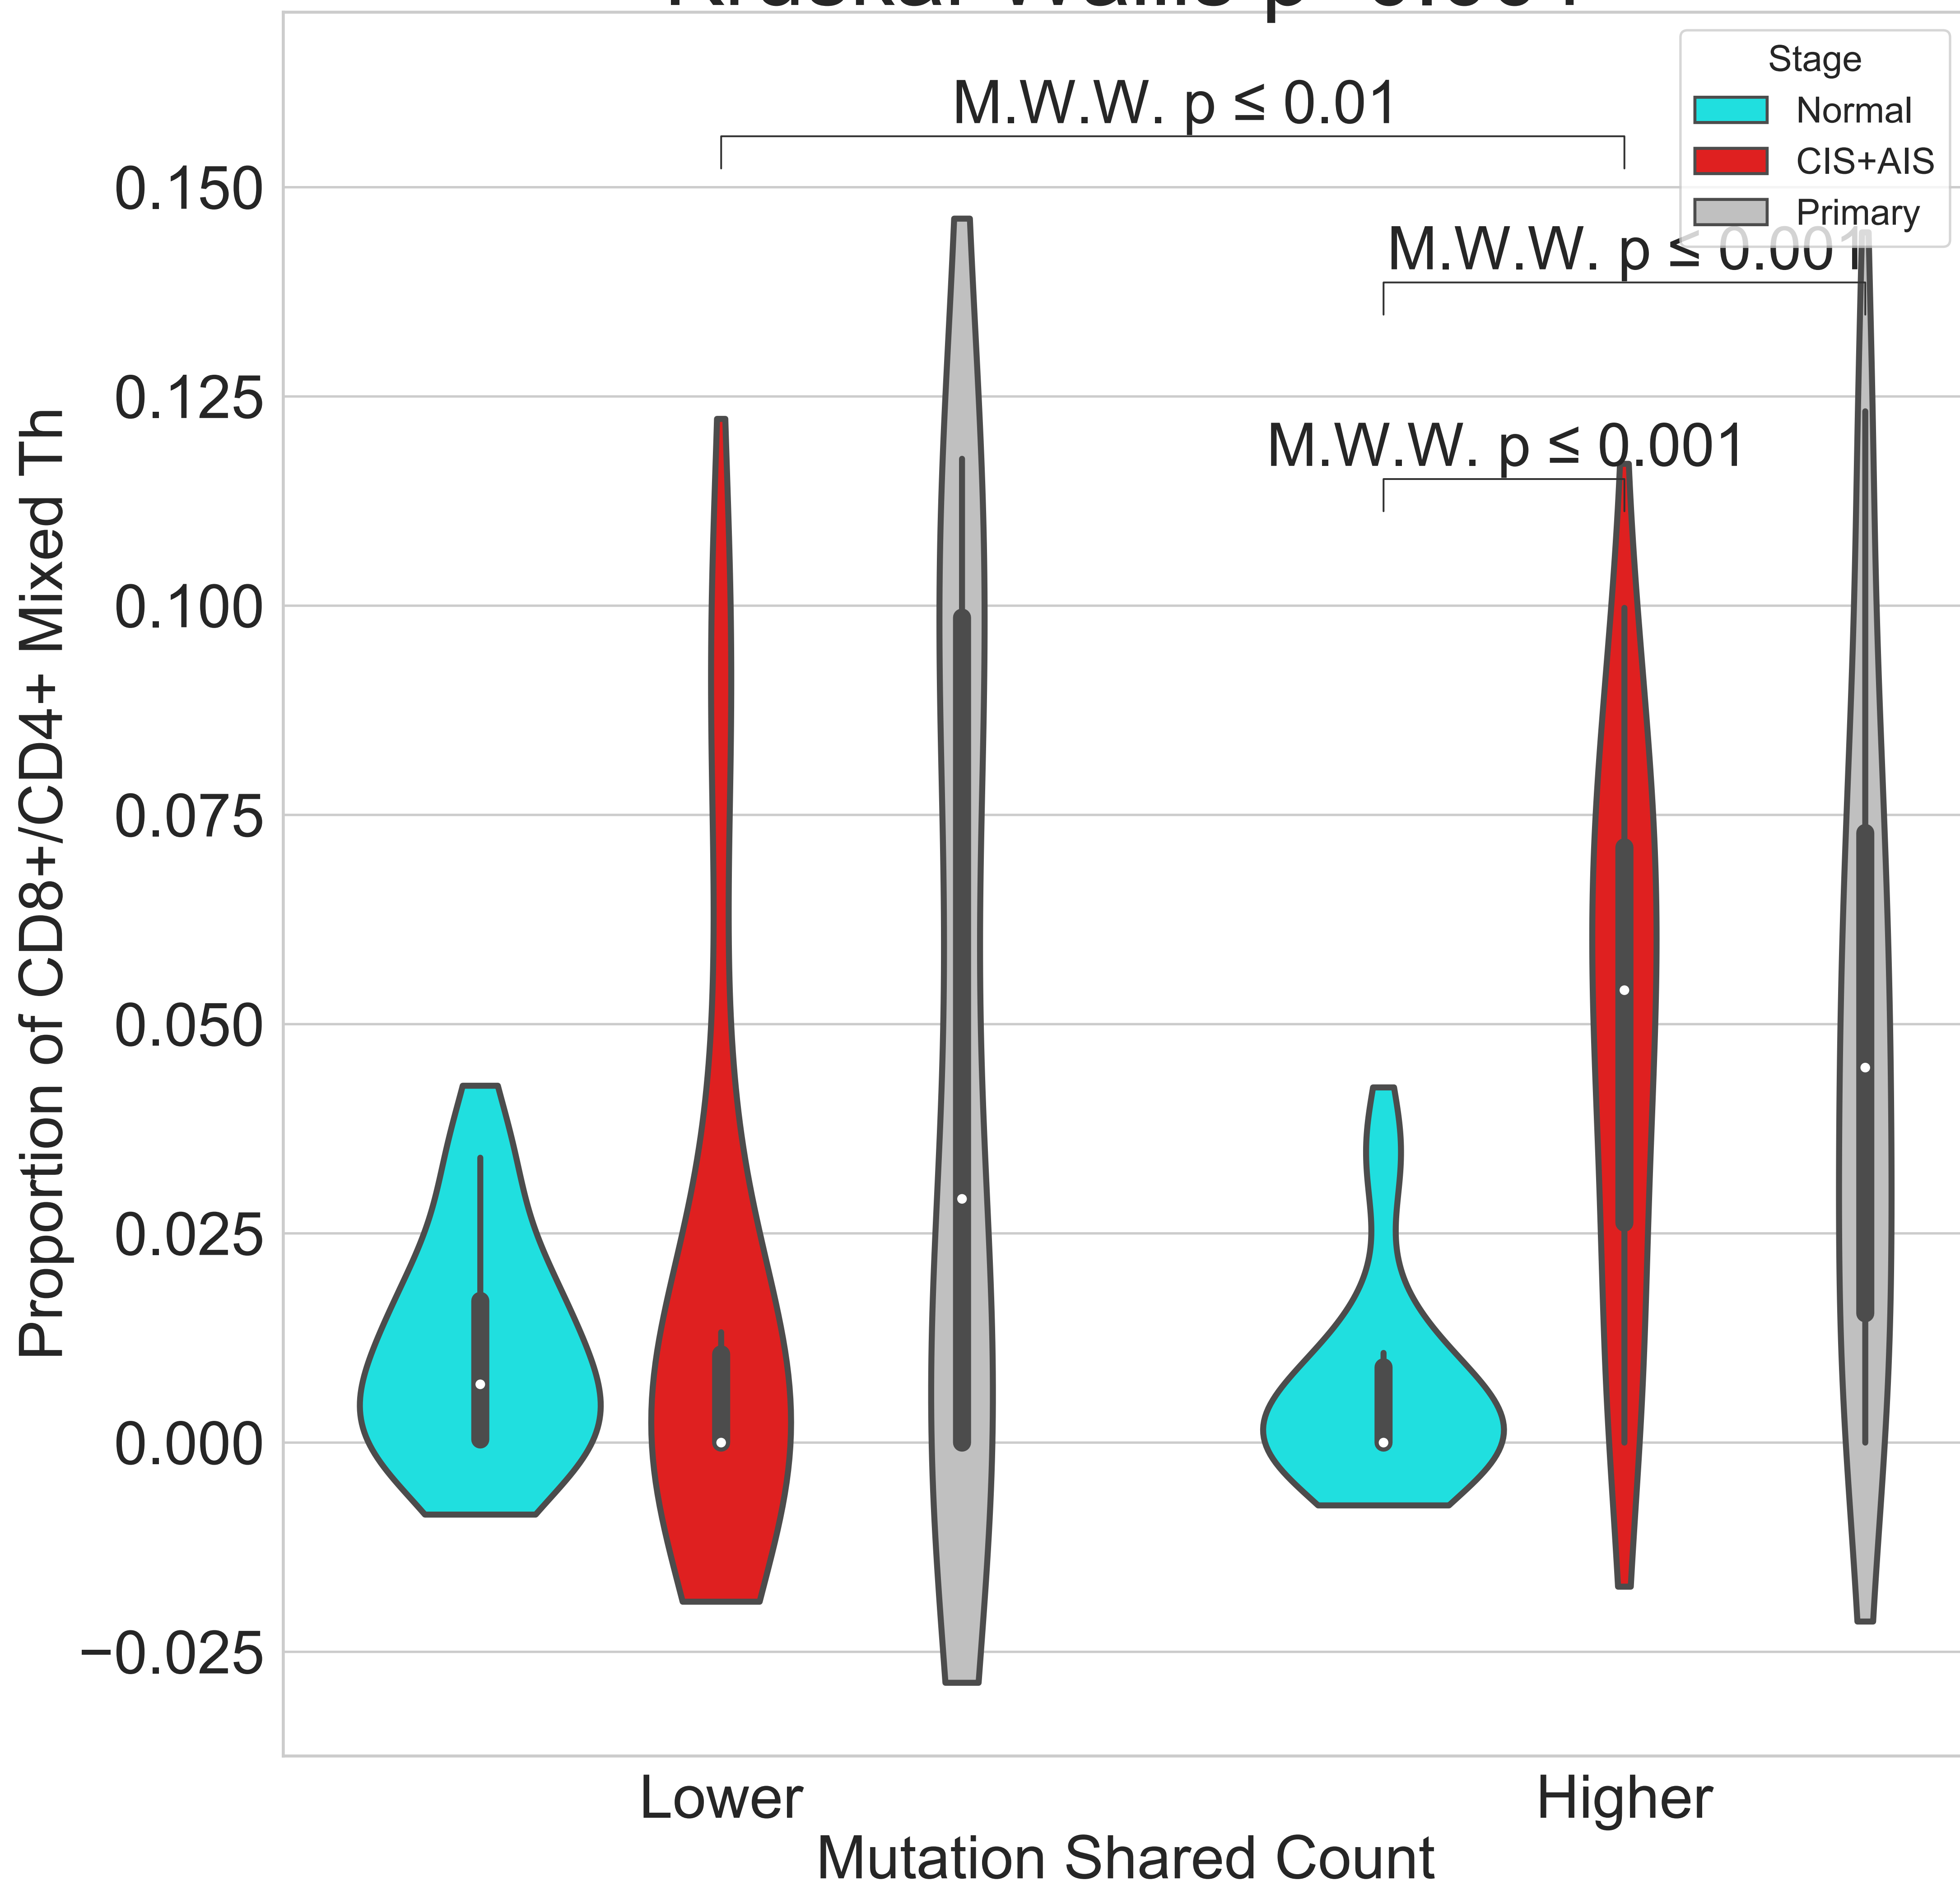 Stage
Normal
CIS+AIS
Primary
M.W.W. p ≤ 0.01
M.W.W. p ≤ 0.001
M.W.W. p ≤ 0.001
0.150
0.125
0.100
0.075
0.050
0.025
0.000
−0.025
Proportion of CD8+/CD4+ Mixed Th
Lower
Higher
Mutation Shared Count